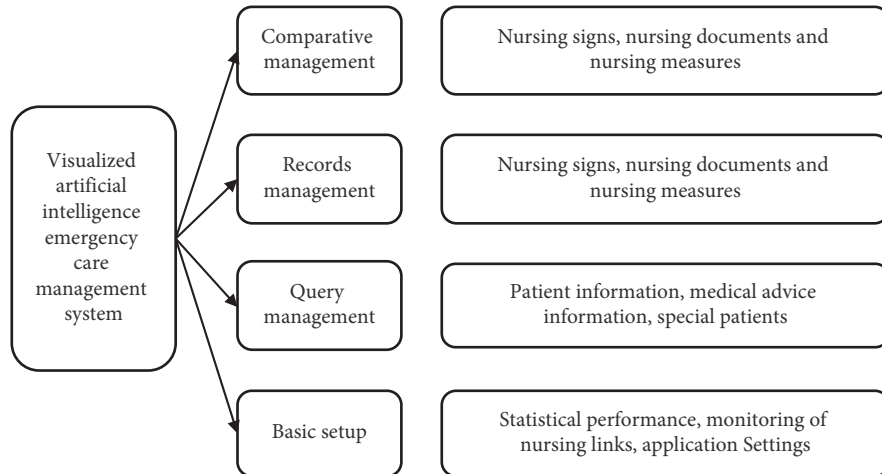 Visualized
artificial
intelligence
emergency
care
management
system
Comparative
management
Nursing signs, nursing documents and
nursing measures
Records
management
Nursing signs, nursing documents and
nursing measures
Query
management
Patient information, medical advice
information, special patients
Basic setup
Statistical performance, monitoring of
nursing links, application Settings